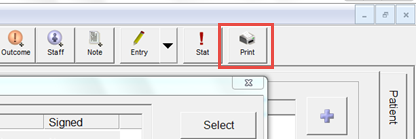 Outcome Staff Note Entry Stat Print
Patient
Signed Select